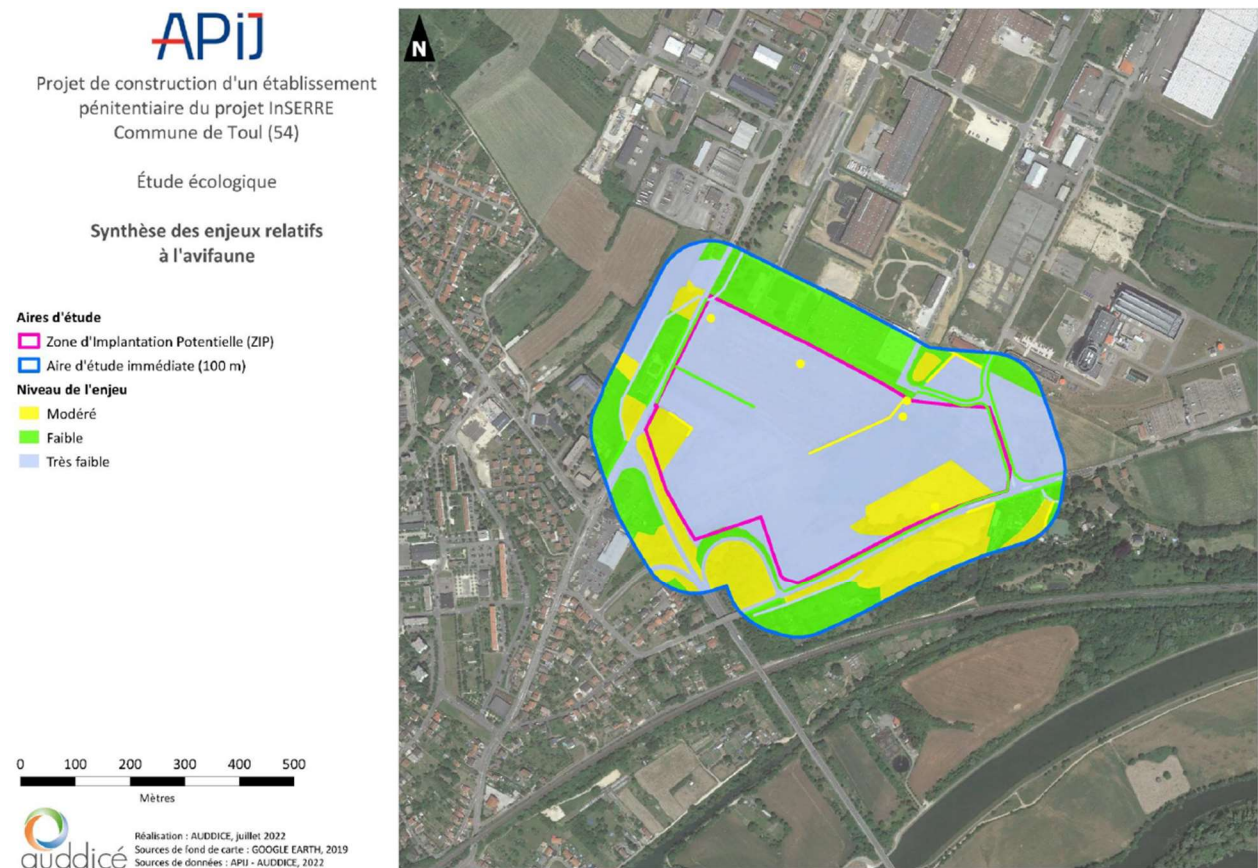 APIJ
Projet de construction d'un établissement
pénitentiaire du projet InSERRE
Commune de Toul (54)
Étude écologique
Synthèse des enjeux relatifs
à l'avifaune
Aires d'étude
Zone d'Implantation Potentielle (ZIP)
Aire d'étude immédiate (100 m)
Niveau de l'enjeu
Modéré
Faible
Très faible
0 100 200 300 400 500
Mètres
auddicé
Réalisation : AUDDICE, juillet 2022
Sources de fond de carte : GOOGLE EARTH, 2019
Sources de données : APIJ - AUDDICE, 2022
N